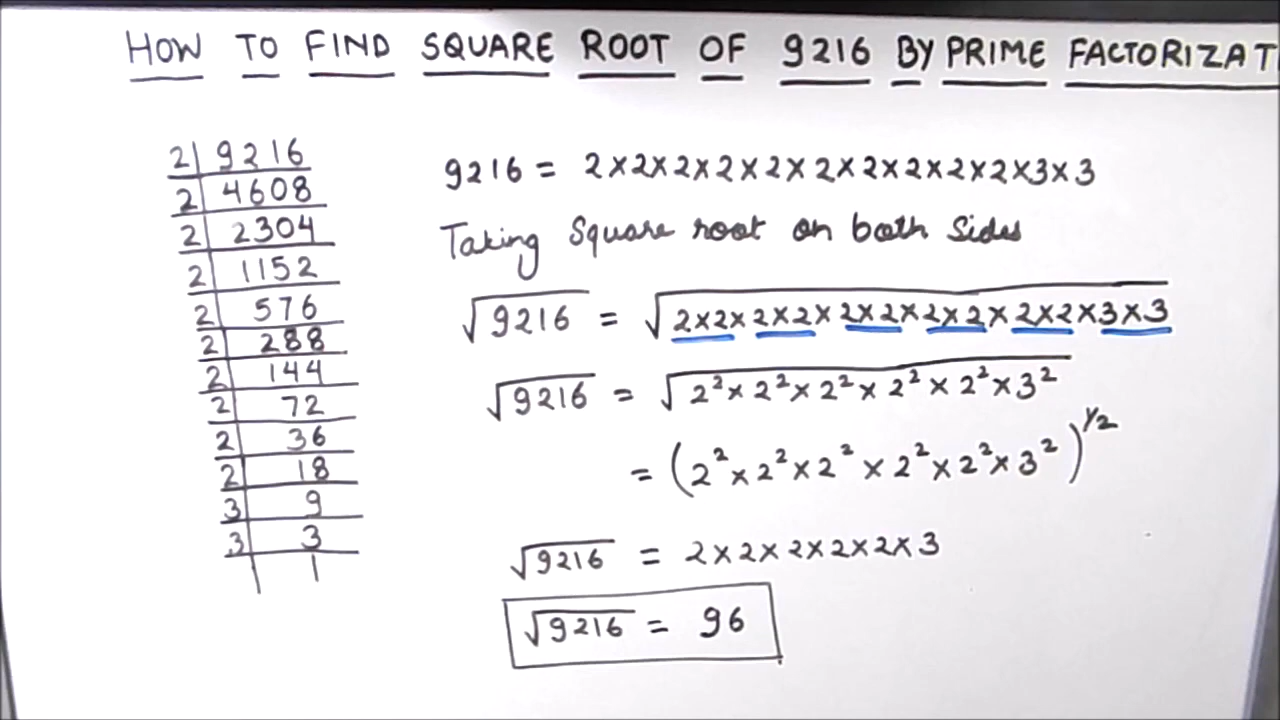 HOW TO FIND SQUARE ROOT OF 9216 BY PRIME FACTORIZAT
2 | 9216
2 | 4608
2 | 2304
2 | 1152
2 | 576
2 | 288
2 | 144
2 | 72
2 | 36
2 | 18
3 | 9
3 | 3
| 1
9216 = 2×2×2×2×2×2×2×2×2×2×3×3
Taking Square root on both Sides
√9216 = √2×2×2×2×2×2×2×2×2×2×3×3
√9216 = √2²×2²×2²×2²×2²×3²
= (2²×2²×2²×2²×2²×3²)^1/2
√9216 = 2×2×2×2×2×3
√9216 = 96